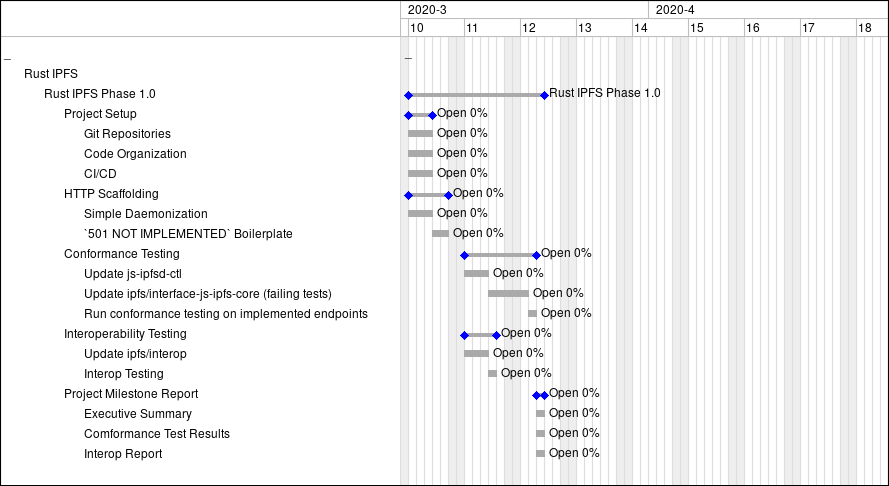 2020-3 2020-4
10 11 12 13 14 15 16 17 18
Rust IPFS
Rust IPFS Phase 1.0 Rust IPFS Phase 1.0
Project Setup Open 0%
Git Repositories Open 0%
Code Organization Open 0%
CI/CD Open 0%
HTTP Scaffolding Open 0%
Simple Daemonization Open 0%
`501 NOT IMPLEMENTED` Boilerplate Open 0%
Conformance Testing Open 0%
Update js-ipfsd-ctl Open 0%
Update ipfs/interface-js-ipfs-core (failing tests) Open 0%
Run conformance testing on implemented endpoints Open 0%
Interoperability Testing Open 0%
Update ipfs/interop Open 0%
Interop Testing Open 0%
Project Milestone Report Open 0%
Executive Summary Open 0%
Comformance Test Results Open 0%
Interop Report Open 0%